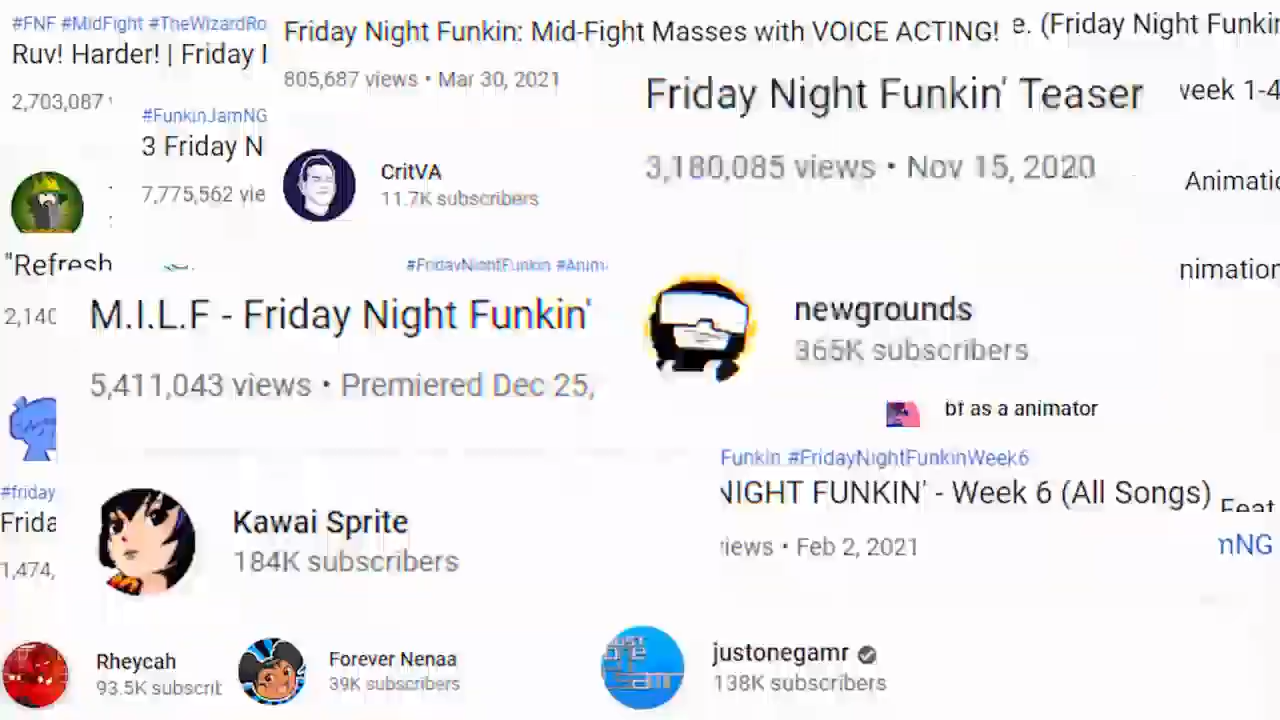 #FNF #MidFight #TheWizardRo
Ruv! Harder! | Friday
2,703,087
#FunkinJamNG
3 Friday N
7,775,562 vie
Friday Night Funkin: Mid-Fight Masses with VOICE ACTING!
805,687 views • Mar 30, 2021
CritVA
11.7K subscribers
e. (Friday Night Funkin
Friday Night Funkin' Teaser
3,180,085 views • Nov 15, 2020
week 1-4
Animatic
nimation
"Refresh
2,140
#FridayNightFunkin #Anim
M.I.L.F - Friday Night Funkin'
5,411,043 views • Premiered Dec 25,
newgrounds
365K subscribers
bf as a animator
Funkin #FridayNightFunkinWeek6
NIGHT FUNKIN' - Week 6 (All Songs)
iews • Feb 2, 2021
Feat
nNG
#friday
Frida
1,474,
Kawai Sprite
184K subscribers
Rheycah
93.5K subscrib
Forever Nenaa
39K subscribers
justonegamr
138K subscribers